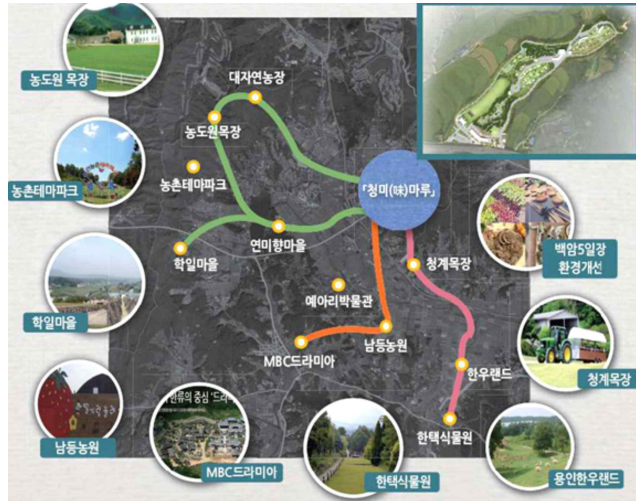 농도원 목장
대자연농장
농도원목장
농촌테마파크
농촌테마파크
「청미(味)마루」
백암5일장
환경개선
연미향마을
학일마을
청계목장
학일마을
예아리박물관
남동농원
MBC드라미아
한우랜드
청계목장
한류의 중심
한택식물원
남동농원
MBC드라미아
한택식물원
용인한우랜드